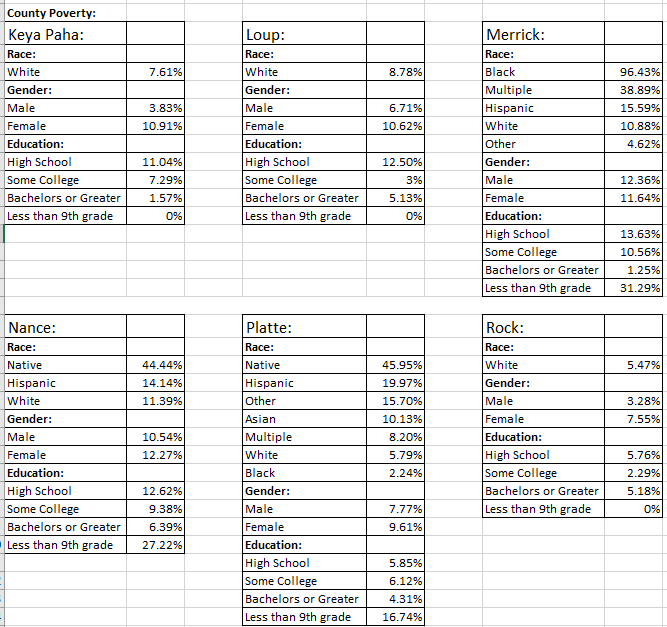 County Poverty:
Keya Paha:
Race:
White 7.61%
Gender:
Male 3.83%
Female 10.91%
Education:
High School 11.04%
Some College 7.29%
Bachelors or Greater 1.57%
Less than 9th grade 0%
Loup:
Race:
White 8.78%
Gender:
Male 6.71%
Female 10.62%
Education:
High School 12.50%
Some College 3%
Bachelors or Greater 5.13%
Less than 9th grade 0%
Merrick:
Race:
Black 96.43%
Multiple 38.89%
Hispanic 15.59%
White 10.88%
Other 4.62%
Gender:
Male 12.36%
Female 11.64%
Education:
High School 13.63%
Some College 10.56%
Bachelors or Greater 1.25%
Less than 9th grade 31.29%
Nance:
Race:
Native 44.44%
Hispanic 14.14%
White 11.39%
Gender:
Male 10.54%
Female 12.27%
Education:
High School 12.62%
Some College 9.38%
Bachelors or Greater 6.39%
Less than 9th grade 27.22%
Platte:
Race:
Native 45.95%
Hispanic 19.97%
Other 15.70%
Asian 10.13%
Multiple 8.20%
White 5.79%
Black 2.24%
Gender:
Male 7.77%
Female 9.61%
Education:
High School 5.85%
Some College 6.12%
Bachelors or Greater 4.31%
Less than 9th grade 16.74%
Rock:
Race:
White 5.47%
Gender:
Male 3.28%
Female 7.55%
Education:
High School 5.76%
Some College 2.29%
Bachelors or Greater 5.18%
Less than 9th grade 0%